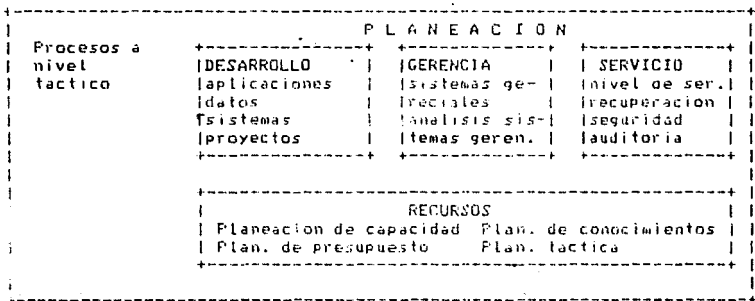 P L A N E A C I O N
Procesos a
nivel
tactico
DESARROLLO
aplicaciones
datos
sistemas
proyectos
GERENCIA
sistemas ge-
reciales
analisis sis-
temas geren.
SERVICIO
nivel de ser.
recuperacion
seguridad
auditoria
RECURSOS
Planeacion de capacidad Plan. de conocimientos
Plan. de presupuesto Plan. tactica